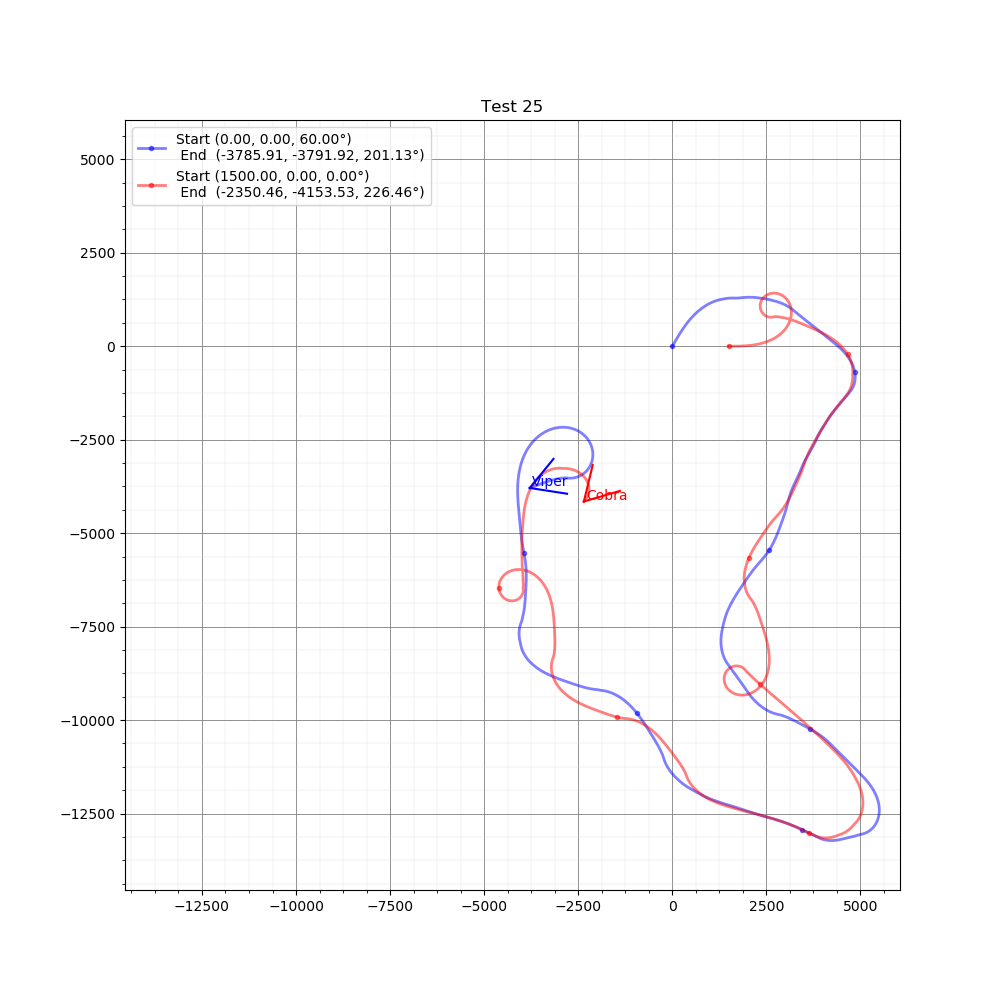 Test 25
Start (0.00, 0.00, 60.00°)
End (-3785.91, -3791.92, 201.13°)
Start (1500.00, 0.00, 0.00°)
End (-2350.46, -4153.53, 226.46°)
5000
2500
0
−2500
−5000
−7500
−10000
−12500
Viper
Cobra
−12500 −10000 −7500 −5000 −2500 0 2500 5000